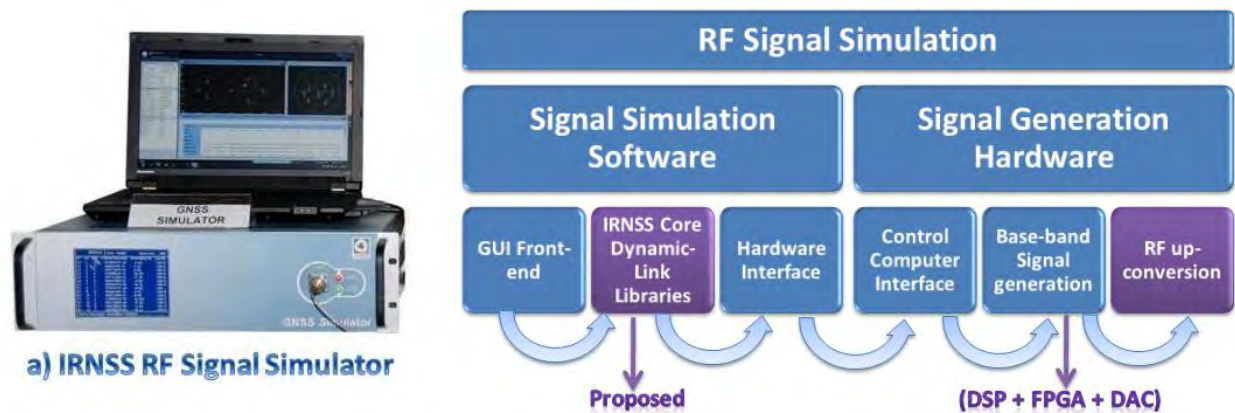 GNSS
SIMULATOR
GNSS Simulator
a) IRNSS RF Signal Simulator
RF Signal Simulation
Signal Simulation
Software
Signal Generation
Hardware
GUI Front-
end
IRNSS Core
Dynamic-
Link
Libraries
Hardware
Interface
Control
Computer
Interface
Base-band
Signal
generation
RF up-
conversion
Proposed
(DSP + FPGA + DAC)